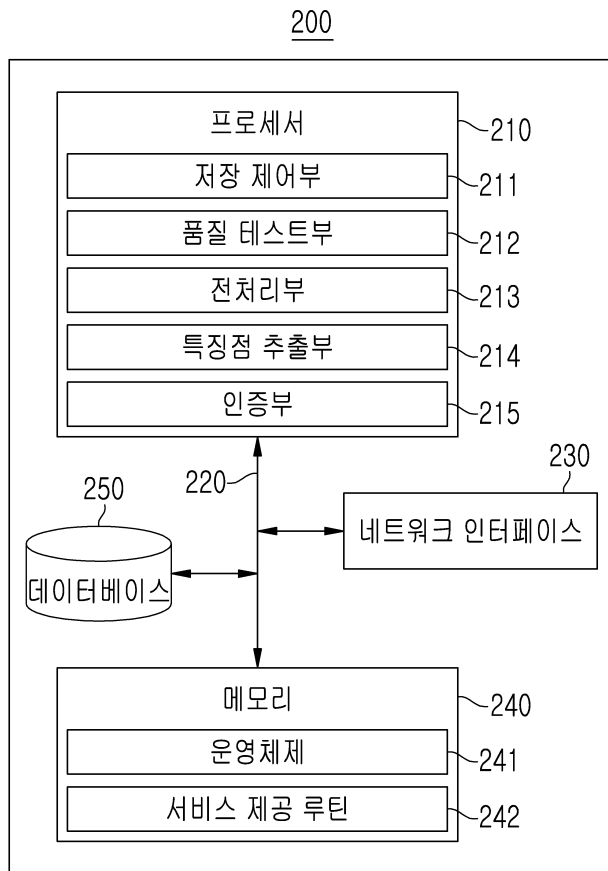 200
프로세서
210
저장 제어부
211
품질 테스트부
212
전처리부
213
특징점 추출부
214
인증부
215
220
230
250
네트워크 인터페이스
데이터베이스
메모리
240
운영체제
241
서비스 제공 루틴
242